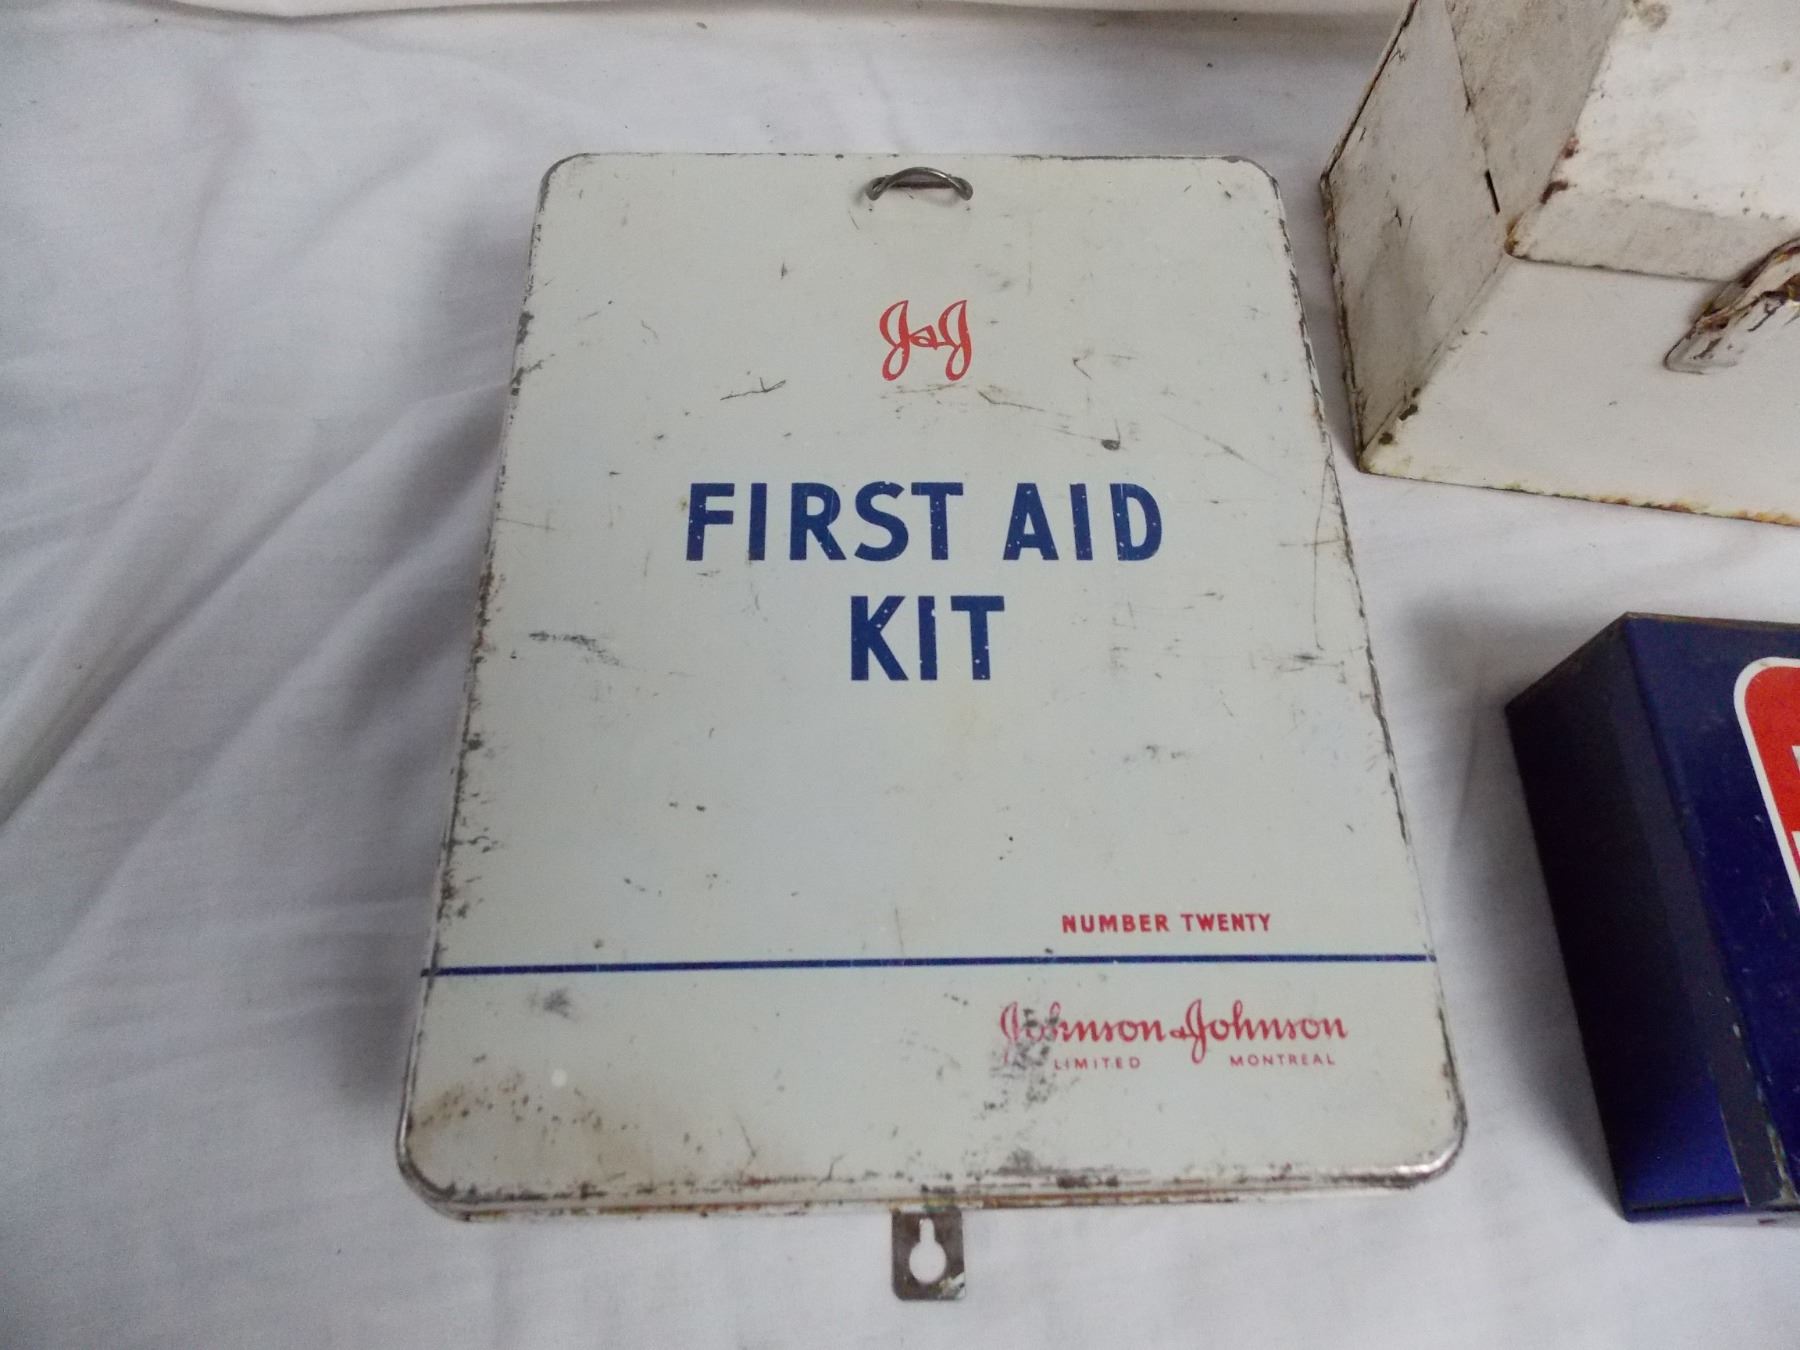 J&J
FIRST AID
KIT
NUMBER TWENTY
Johnson & Johnson
LIMITED MONTREAL